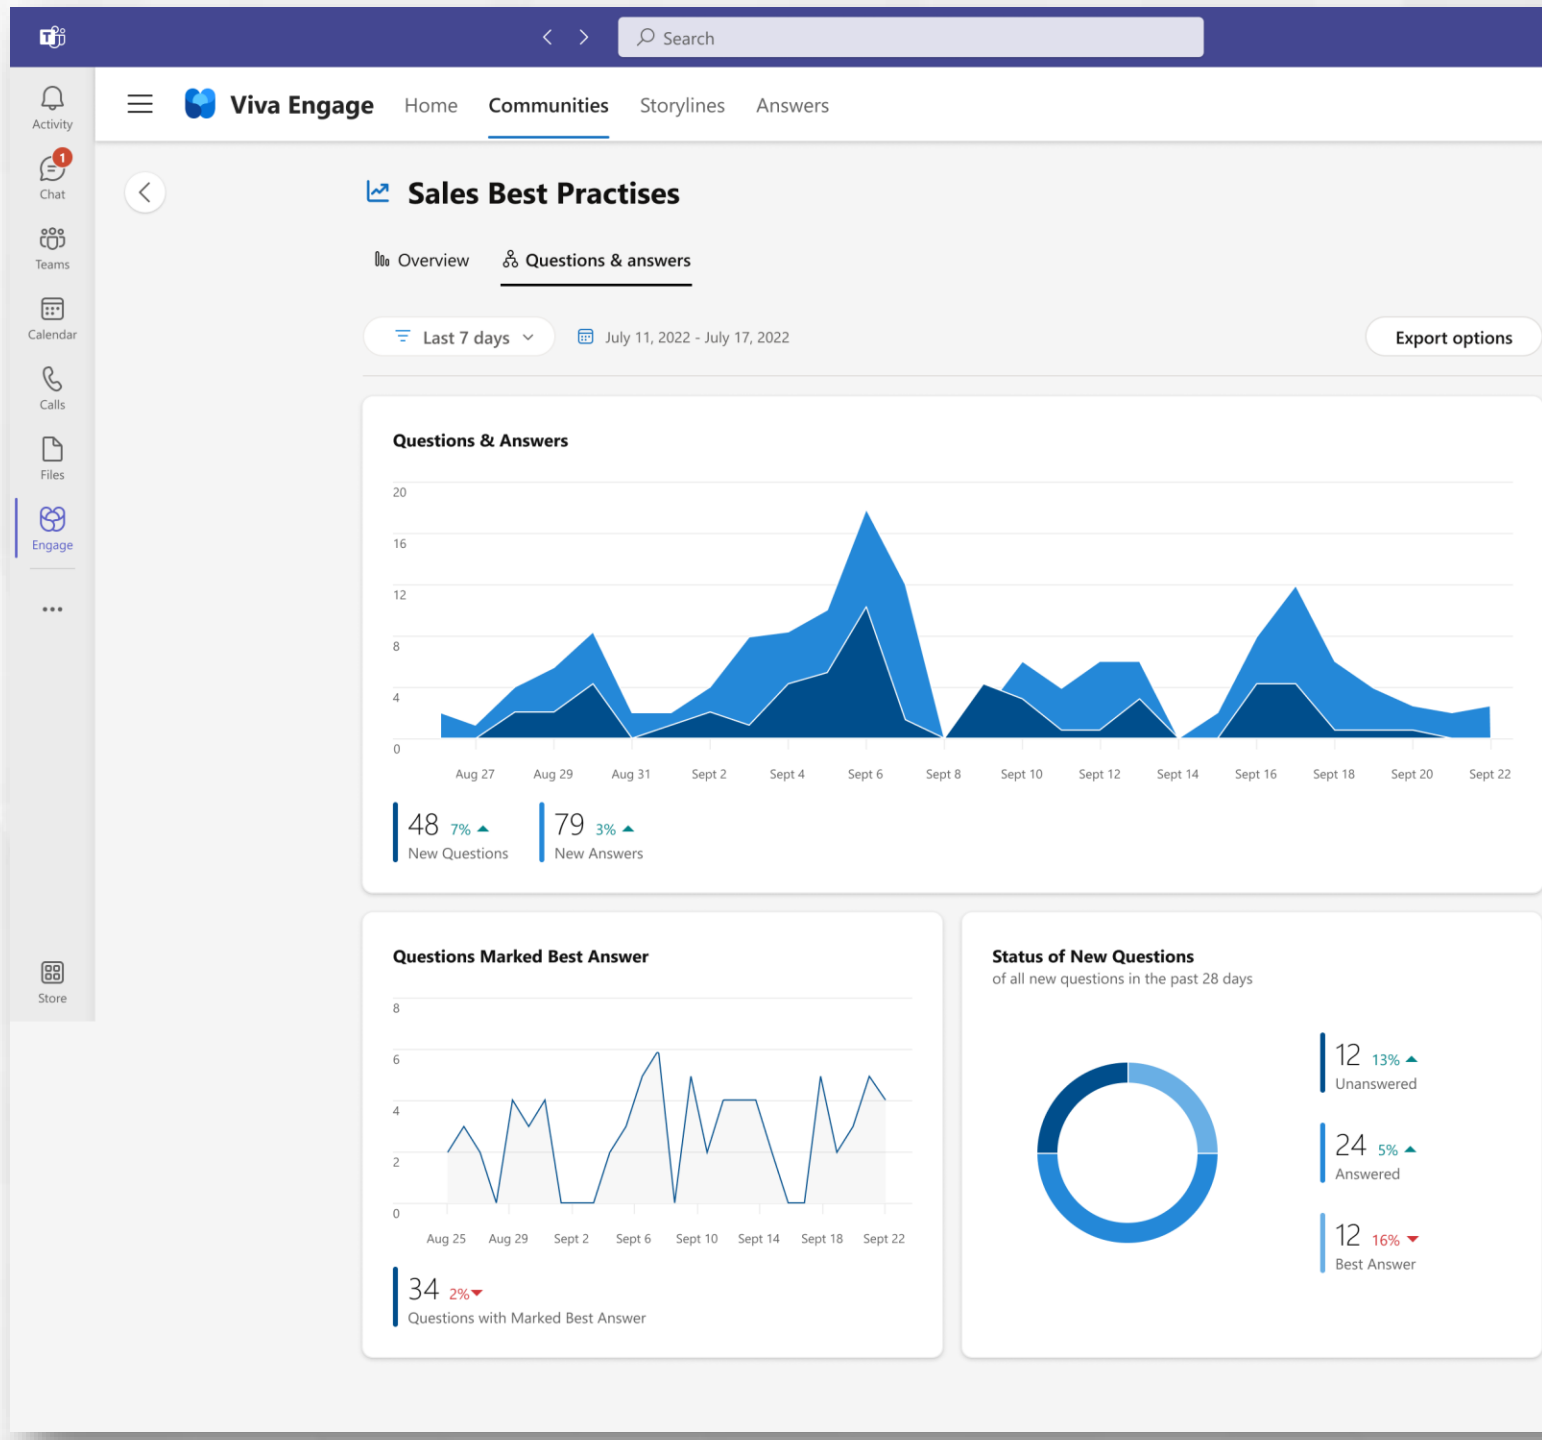 Search
Activity
1
Chat
Teams
Calendar
Calls
Files
Engage
Store
Viva Engage Home Communities Storylines Answers
Sales Best Practises
Overview Questions & answers
Last 7 days July 11, 2022 - July 17, 2022 Export options
Questions & Answers
20
16
12
8
4
0
Aug 27 Aug 29 Aug 31 Sept 2 Sept 4 Sept 6 Sept 8 Sept 10 Sept 12 Sept 14 Sept 16 Sept 18 Sept 20 Sept 22
48 7% 79 3%
New Questions New Answers
Questions Marked Best Answer
8
6
4
2
0
Aug 25 Aug 29 Sept 2 Sept 6 Sept 10 Sept 14 Sept 18 Sept 22
34 2%
Questions with Marked Best Answer
Status of New Questions
of all new questions in the past 28 days
12 13%
Unanswered
24 5%
Answered
12 16%
Best Answer